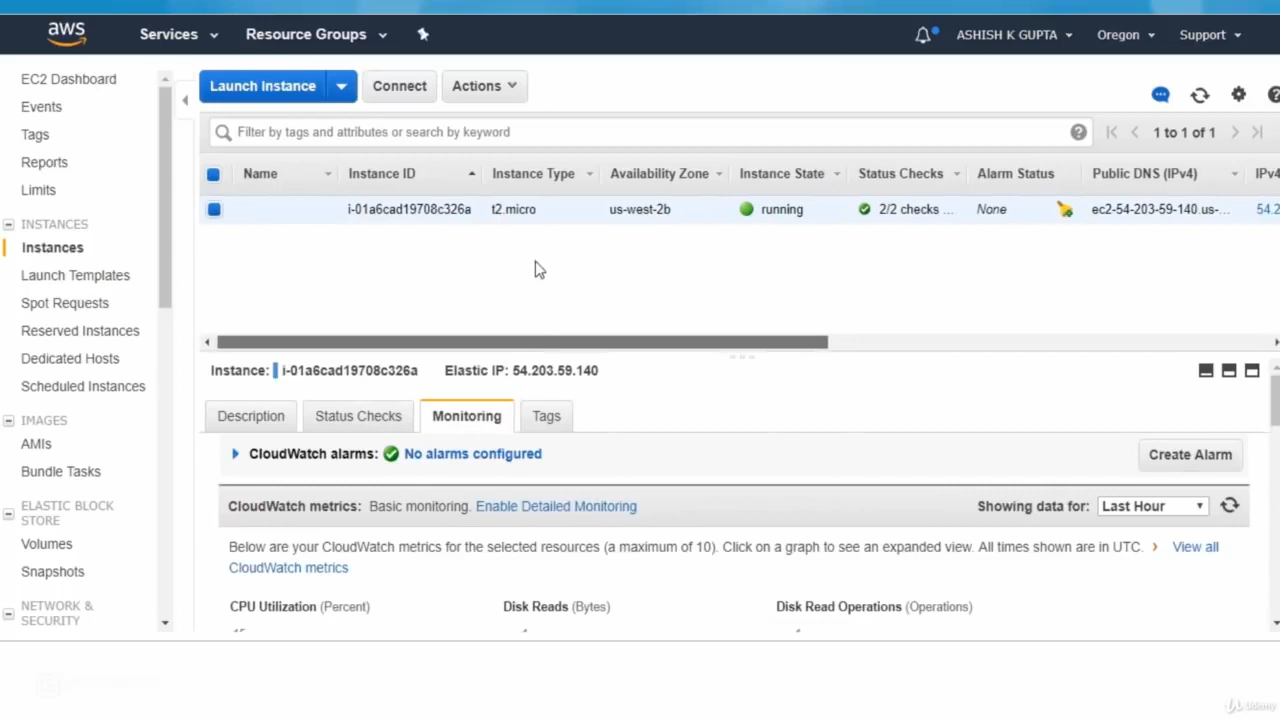 aws Services Resource Groups ASHISH K GUPTA Oregon Support
EC2 Dashboard
Events
Tags
Reports
Limits
INSTANCES
Instances
Launch Templates
Spot Requests
Reserved Instances
Dedicated Hosts
Scheduled Instances
IMAGES
AMIs
Bundle Tasks
ELASTIC BLOCK
STORE
Volumes
Snapshots
NETWORK &
SECURITY
Launch Instance Connect Actions
Filter by tags and attributes or search by keyword 1 to 1 of 1
Name Instance ID Instance Type Availability Zone Instance State Status Checks Alarm Status Public DNS (IPv4) IPv4
i-01a6cad19708c326a t2.micro us-west-2b running 2/2 checks ... None ec2-54-203-59-140.us-... 54.2
Instance: i-01a6cad19708c326a Elastic IP: 54.203.59.140
Description Status Checks Monitoring Tags
CloudWatch alarms: No alarms configured Create Alarm
CloudWatch metrics: Basic monitoring. Enable Detailed Monitoring Showing data for: Last Hour
Below are your CloudWatch metrics for the selected resources (a maximum of 10). Click on a graph to see an expanded view. All times shown are in UTC. › View all
CloudWatch metrics
CPU Utilization (Percent) Disk Reads (Bytes) Disk Read Operations (Operations)
Udemy